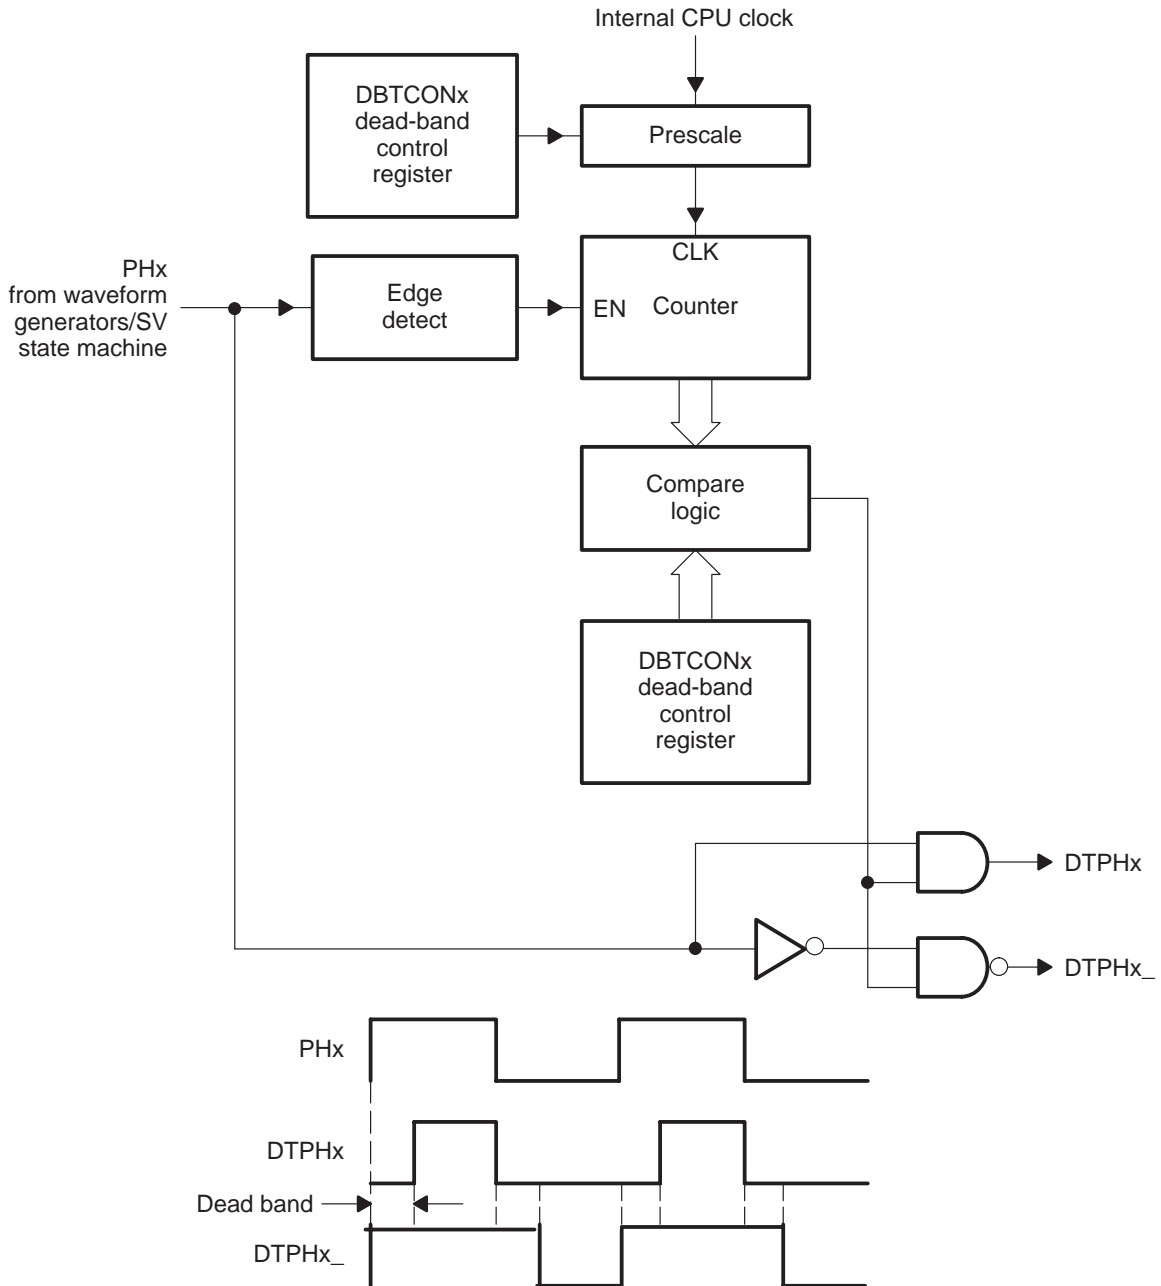 Internal CPU clock
DBTCONx
dead-band
control
register
Prescale
CLK
PHx
from waveform
generators/SV
state machine
Edge
detect
EN
Counter
Compare
logic
DBTCONx
dead-band
control
register
DTPHx
DTPHx_
PHx
DTPHx
Dead band
DTPHx_